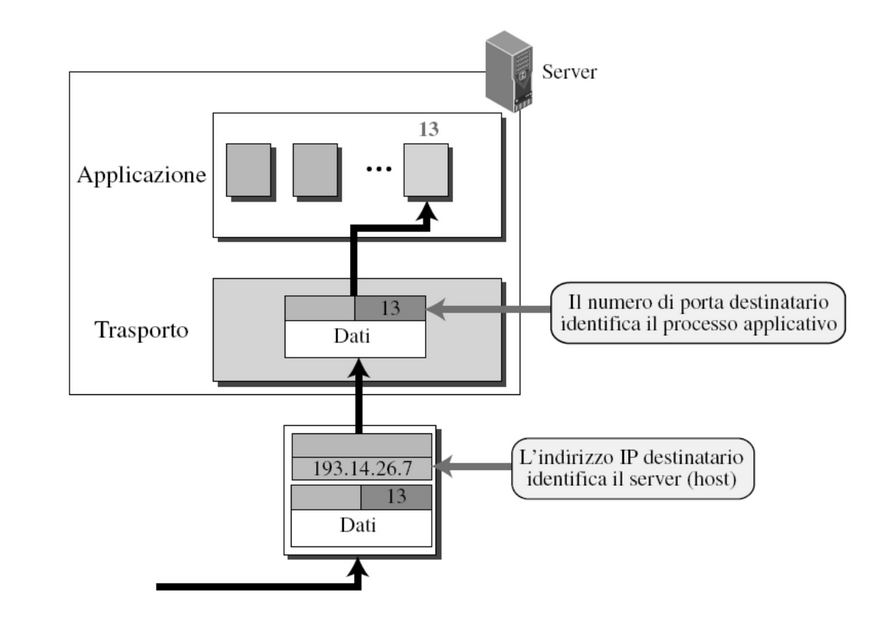 Server
13
Applicazione
...
13
Trasporto
Dati
Il numero di porta destinatario
identifica il processo applicativo
193.14.26.7
13
Dati
L'indirizzo IP destinatario
identifica il server (host)